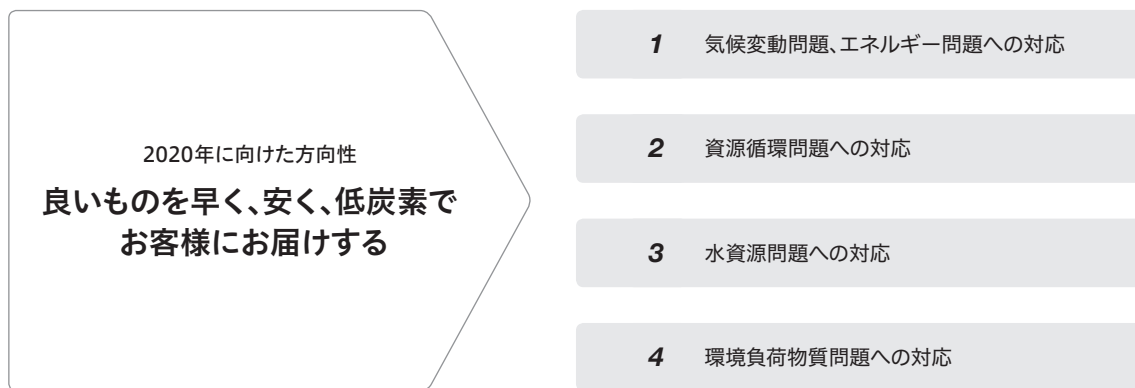 2020年に向けた方向性
良いものを早く、安く、低炭素で
お客様にお届けする
1 気候変動問題、エネルギー問題への対応
2 資源循環問題への対応
3 水資源問題への対応
4 環境負荷物質問題への対応